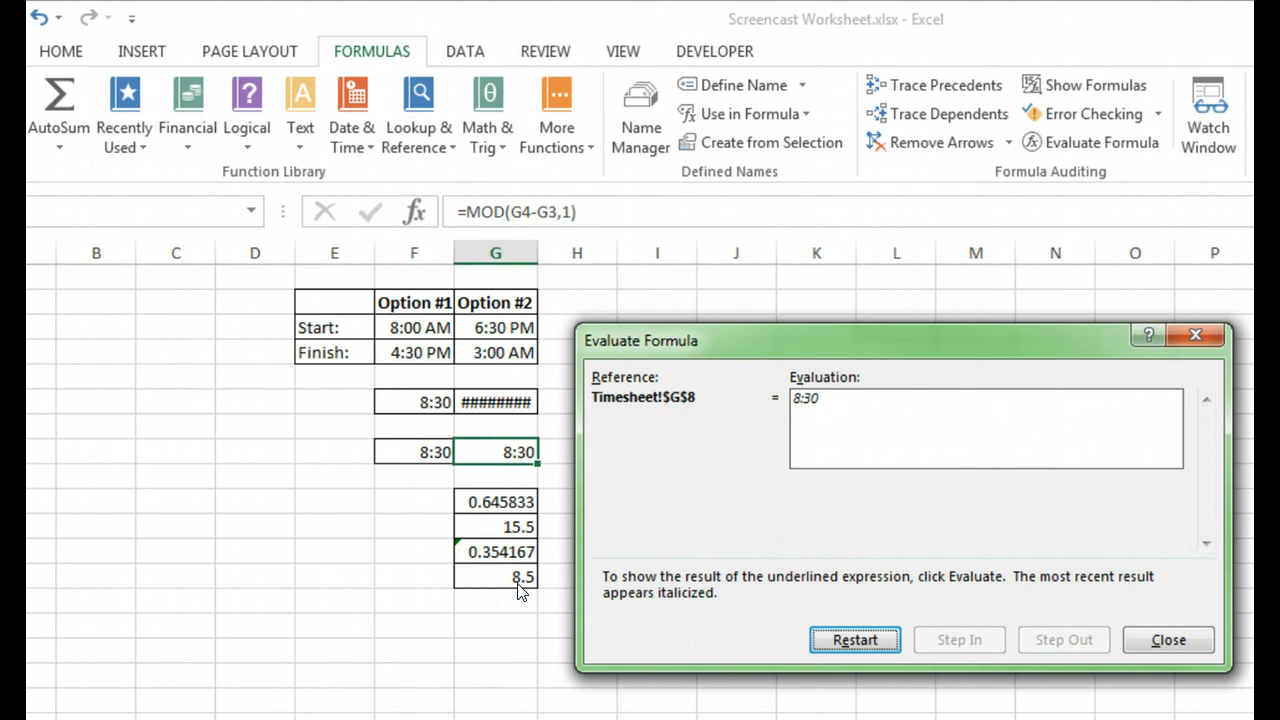 Screencast Worksheet.xlsx - Excel
HOME INSERT PAGE LAYOUT FORMULAS DATA REVIEW VIEW DEVELOPER
AutoSum
Recently
Used
Financial
Logical
Text
Date &
Time
Lookup &
Reference
Math &
Trig
More
Functions
Function Library
Name
Manager
Define Name
Use in Formula
Create from Selection
Defined Names
Trace Precedents
Trace Dependents
Remove Arrows
Show Formulas
Error Checking
Evaluate Formula
Formula Auditing
Watch
Window
fx =MOD(G4-G3,1)
B C D E F G H I J K L M N O P
Option #1 Option #2
Start: 8:00 AM 6:30 PM
Finish: 4:30 PM 3:00 AM
8:30 ########
8:30 8:30
0.645833
15.5
0.354167
8.5
Evaluate Formula
Reference: Evaluation:
Timesheet!$G$8 = 8:30
To show the result of the underlined expression, click Evaluate. The most recent result
appears italicized.
Restart Step In Step Out Close